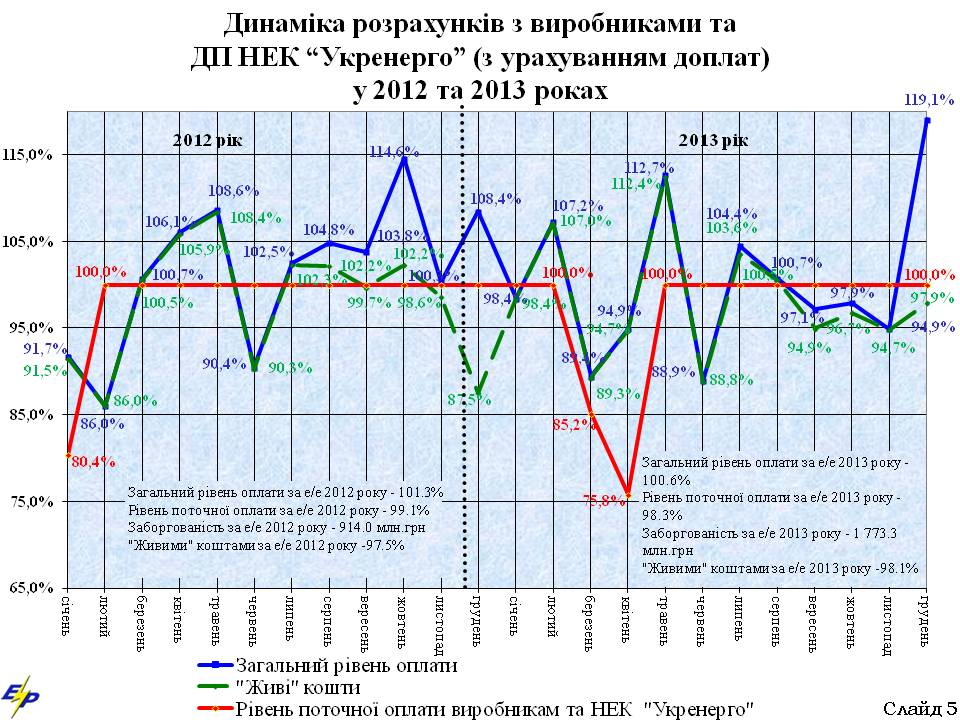 Динаміка розрахунків з виробниками та
ДП НЕК “Укренерго” (з урахуванням доплат)
у 2012 та 2013 роках
119,1%
2012 рік
2013 рік
115,0%
114,6%
112,7%
112,4%
108,6%
108,4%
108,4%
107,2%
107,0%
106,1%
105,9%
105,0%
104,8%
103,8%
104,4%
103,6%
102,5%
102,3%
102,2%
102,2%
100,0%
100,7%
100,5%
99,7%
98,6%
98,4%
98,4%
100,0%
100,0%
100,7%
100,0%
97,9%
97,9%
97,1%
96,7%
95,0%
94,9%
94,7%
94,9%
94,7%
94,9%
91,7%
91,5%
90,4%
90,3%
89,4%
89,3%
88,9%
88,8%
87,5%
86,0%
86,0%
85,0%
85,2%
80,4%
75,8%
75,0%
65,0%
Загальний рівень оплати за е/е 2012 року - 101.3%
Рівень поточної оплати за е/е 2012 року - 99.1%
Заборгованість за е/е 2012 року - 914.0 млн.грн
"Живими" коштами за е/е 2012 року -97.5%
Загальний рівень оплати за е/е 2013 року -
100.6%
Рівень поточної оплати за е/е 2013 року -
98.3%
Заборгованість за е/е 2013 року - 1 773.3
млн.грн
"Живими" коштами за е/е 2013 року -98.1%
січень
лютий
березень
квітень
травень
червень
липень
серпень
вересень
жовтень
листопад
грудень
січень
лютий
березень
квітень
травень
червень
липень
серпень
вересень
жовтень
листопад
грудень
Загальний рівень оплати
"Живі" кошти
Рівень поточної оплати виробникам та НЕК "Укренерго"
ЕР
Слайд 5